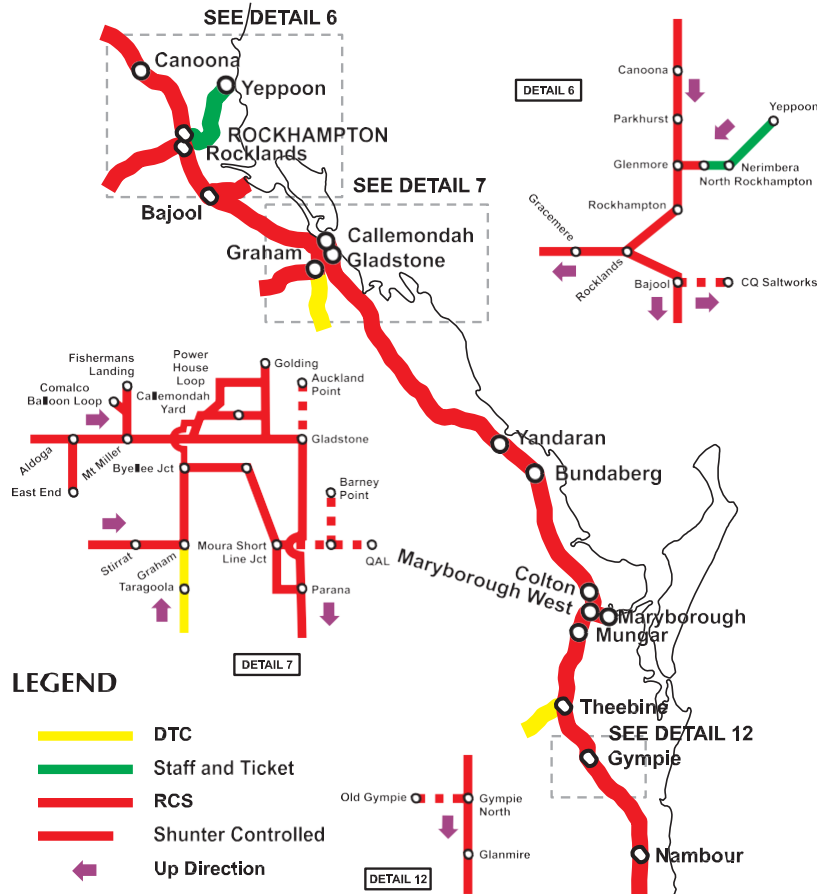 SEE DETAIL 6
Canoona
Yeppoon
ROCKHAMPTON
Rocklands
Bajool
SEE DETAIL 7
Callemondah
Graham
Gladstone
DETAIL 6
Canoona
Parkhurst
Yeppoon
Glenmore
Nerimbera
North Rockhampton
Rockhampton
Gracemere
Rocklands
Bajool
CQ Saltworks
Fishermans
Landing
Comalco
Balloon Loop
Power
House
Loop
Callemondah
Yard
Golding
Auckland
Point
Aldoga
Mt Miller
Gladstone
East End
Byellee Jct
Barney
Point
Stirrat
Graham
Moura Short
Line Jct
QAL
Taragoola
Parana
DETAIL 7
Yandaran
Bundaberg
Colton
Maryborough West
Maryborough
Mungar
Theebine
SEE DETAIL 12
Gympie
Nambour
LEGEND
DTC
Staff and Ticket
RCS
Shunter Controlled
Up Direction
Old Gympie
Gympie
North
Glanmire
DETAIL 12